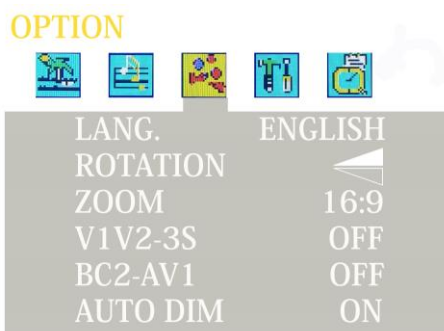 OPTION
LANG. ENGLISH
ROTATION
ZOOM 16:9
V1V2-3S OFF
BC2-AV1 OFF
AUTO DIM ON